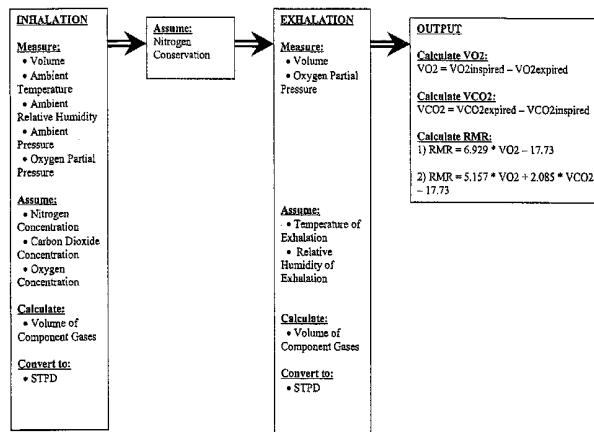 INHALATION
Measure:
• Volume
• Ambient
Temperature
• Ambient
Relative Humidity
• Ambient
Pressure
• Oxygen Partial
Pressure
Assume:
• Nitrogen
Concentration
• Carbon Dioxide
Concentration
• Oxygen
Concentration
Calculate:
• Volume of
Component Gases
Convert to:
• STPD
Assume:
Nitrogen
Conservation
EXHALATION
Measure:
• Volume
• Oxygen Partial
Pressure
Assume:
• Temperature of
Exhalation
• Relative
Humidity of
Exhalation
Calculate:
• Volume of
Component Gases
Convert to:
• STPD
OUTPUT
Calculate VO2:
VO2 = VO2inspired – VO2expired
Calculate VCO2:
VCO2 = VCO2expired – VCO2inspired
Calculate RMR:
1) RMR = 6.929 * VO2 – 17.73
2) RMR = 5.157 * VO2 + 2.085 * VCO2
– 17.73